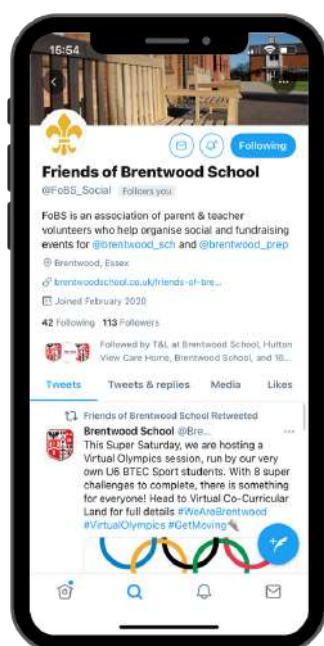 15:54
Following
Friends of Brentwood School
@FoBS_Social Follows you
FoBS is an association of parent & teacher
volunteers who help organise social and fundraising
events for @brentwood_sch and @brentwood_prep
Brentwood, Essex
brentwoodschool.co.uk/friends-of-bre...
Joined February 2020
42 Following 113 Followers
Followed by T&L at Brentwood School, Hutton
View Care Home, Brentwood School, and 16...
Tweets Tweets & replies Media Likes
Friends of Brentwood School Retweeted
Brentwood School @Bre...
This Super Saturday, we are hosting a
Virtual Olympics session, run by our very
own U6 BTEC Sport students. With 8 super
challenges to complete, there is something
for everyone! Head to Virtual Co-Curricular
Land for full details #WeAreBrentwood
#VirtualOlympics #GetMoving